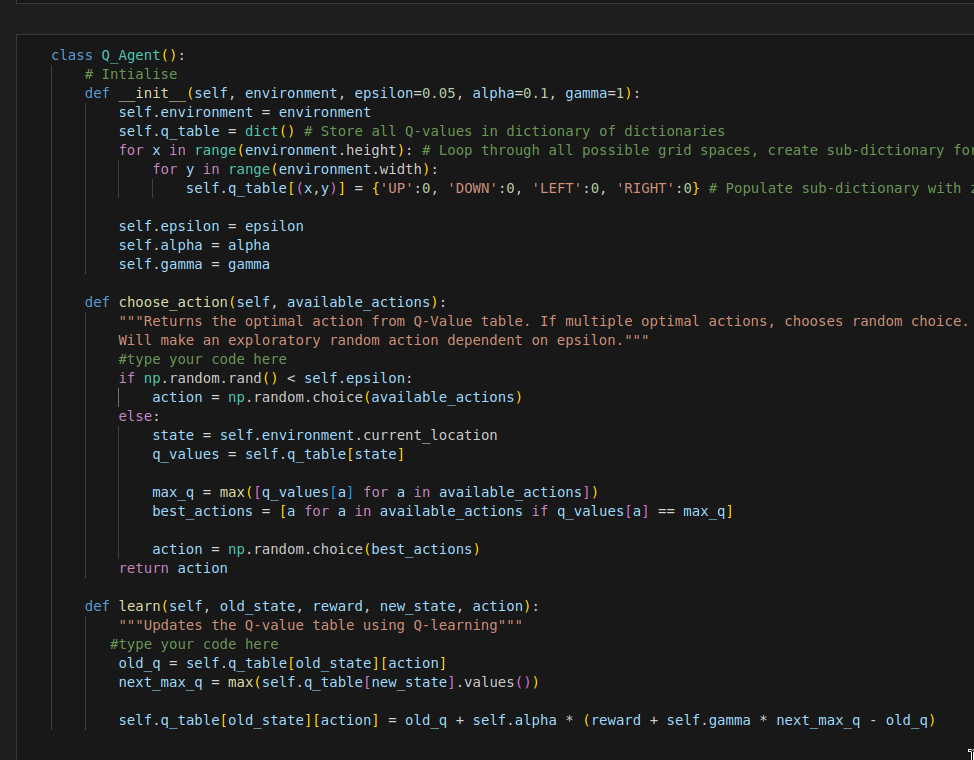 class Q_Agent():
    # Intialise
    def __init__(self, environment, epsilon=0.05, alpha=0.1, gamma=1):
        self.environment = environment
        self.q_table = dict() # Store all Q-values in dictionary of dictionaries
        for x in range(environment.height): # Loop through all possible grid spaces, create sub-dictionary for
            for y in range(environment.width):
                self.q_table[(x,y)] = {'UP':0, 'DOWN':0, 'LEFT':0, 'RIGHT':0} # Populate sub-dictionary with

        self.epsilon = epsilon
        self.alpha = alpha
        self.gamma = gamma

    def choose_action(self, available_actions):
        """Returns the optimal action from Q-Value table. If multiple optimal actions, chooses random choice.
        Will make an exploratory random action dependent on epsilon."""
        #type your code here
        if np.random.rand() < self.epsilon:
            action = np.random.choice(available_actions)
        else:
            state = self.environment.current_location
            q_values = self.q_table[state]

            max_q = max([q_values[a] for a in available_actions])
            best_actions = [a for a in available_actions if q_values[a] == max_q]

            action = np.random.choice(best_actions)
        return action

    def learn(self, old_state, reward, new_state, action):
        """Updates the Q-value table using Q-learning"""
       #type your code here
        old_q = self.q_table[old_state][action]
        next_max_q = max(self.q_table[new_state].values())

        self.q_table[old_state][action] = old_q + self.alpha * (reward + self.gamma * next_max_q - old_q)